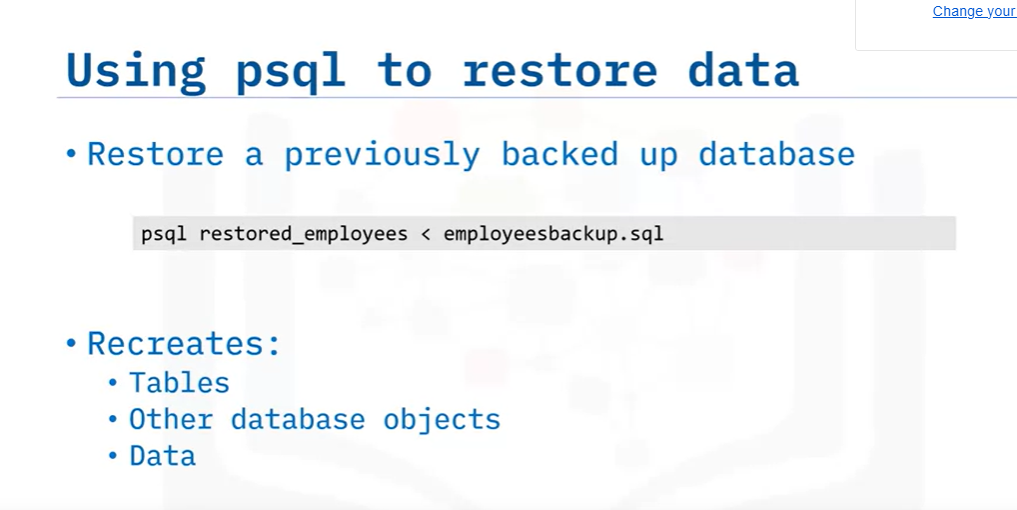 Change your
Using psql to restore data
• Restore a previously backed up database
psql restored_employees < employeesbackup.sql
• Recreates:
• Tables
• Other database objects
• Data